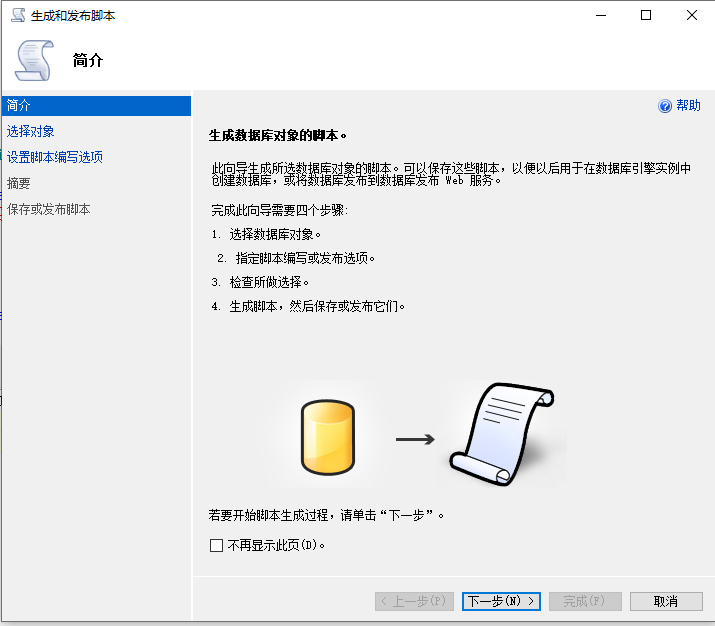 生成和发布脚本
简介
简介
选择对象
设置脚本编写选项
摘要
保存或发布脚本
帮助
生成数据库对象的脚本。
此向导生成所选数据库对象的脚本。可以保存这些脚本，以便以后用于在数据库引擎实例中
创建数据库，或将数据库发布到数据库发布 Web 服务。
完成此向导需要四个步骤:
1. 选择数据库对象。
2. 指定脚本编写或发布选项。
3. 检查所做选择。
4. 生成脚本，然后保存或发布它们。
若要开始脚本生成过程，请单击“下一步”。
不再显示此页(D)。
< 上一步(P)
下一步(N) >
完成(F)
取消